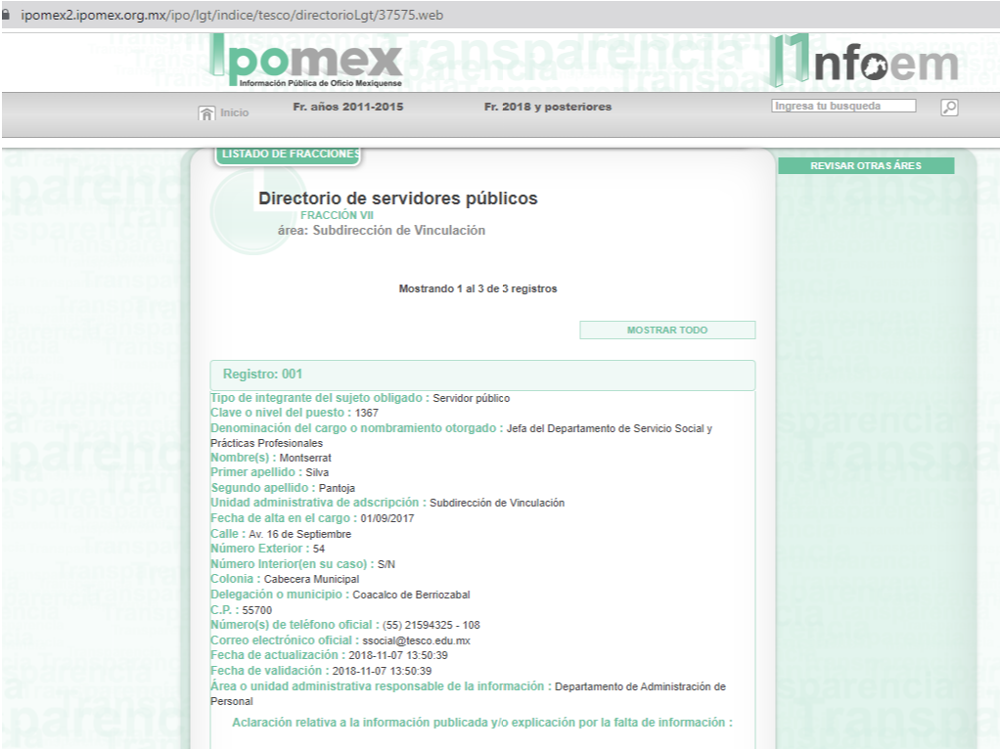 ipomex2.ipomex.org.mx/ipo/lgt/indice/tesco/directorioLgt/37575.web
Ipomex
Información Pública de Oficio Mexiquense
Infoem
Inicio
Fr. años 2011-2015
Fr. 2018 y posteriores
Ingresa tu busqueda
LISTADO DE FRACCIONES
REVISAR OTRAS ÁRES
Directorio de servidores públicos
FRACCIÓN VII
área: Subdirección de Vinculación
Mostrando 1 al 3 de 3 registros
MOSTRAR TODO
Registro: 001
Tipo de integrante del sujeto obligado : Servidor público
Clave o nivel del puesto : 1367
Denominación del cargo o nombramiento otorgado : Jefa del Departamento de Servicio Social y
Prácticas Profesionales
Nombre(s) : Montserrat
Primer apellido : Silva
Segundo apellido : Pantoja
Unidad administrativa de adscripción : Subdirección de Vinculación
Fecha de alta en el cargo : 01/09/2017
Calle : Av. 16 de Septiembre
Número Exterior : 54
Número Interior(en su caso) : S/N
Colonia : Cabecera Municipal
Delegación o municipio : Coacalco de Berriozabal
C.P. : 55700
Número(s) de teléfono oficial : (55) 21594325 - 108
Correo electrónico oficial : ssocial@tesco.edu.mx
Fecha de actualización : 2018-11-07 13:50:39
Fecha de validación : 2018-11-07 13:50:39
Área o unidad administrativa responsable de la información : Departamento de Administración de
Personal
Aclaración relativa a la información publicada y/o explicación por la falta de información :